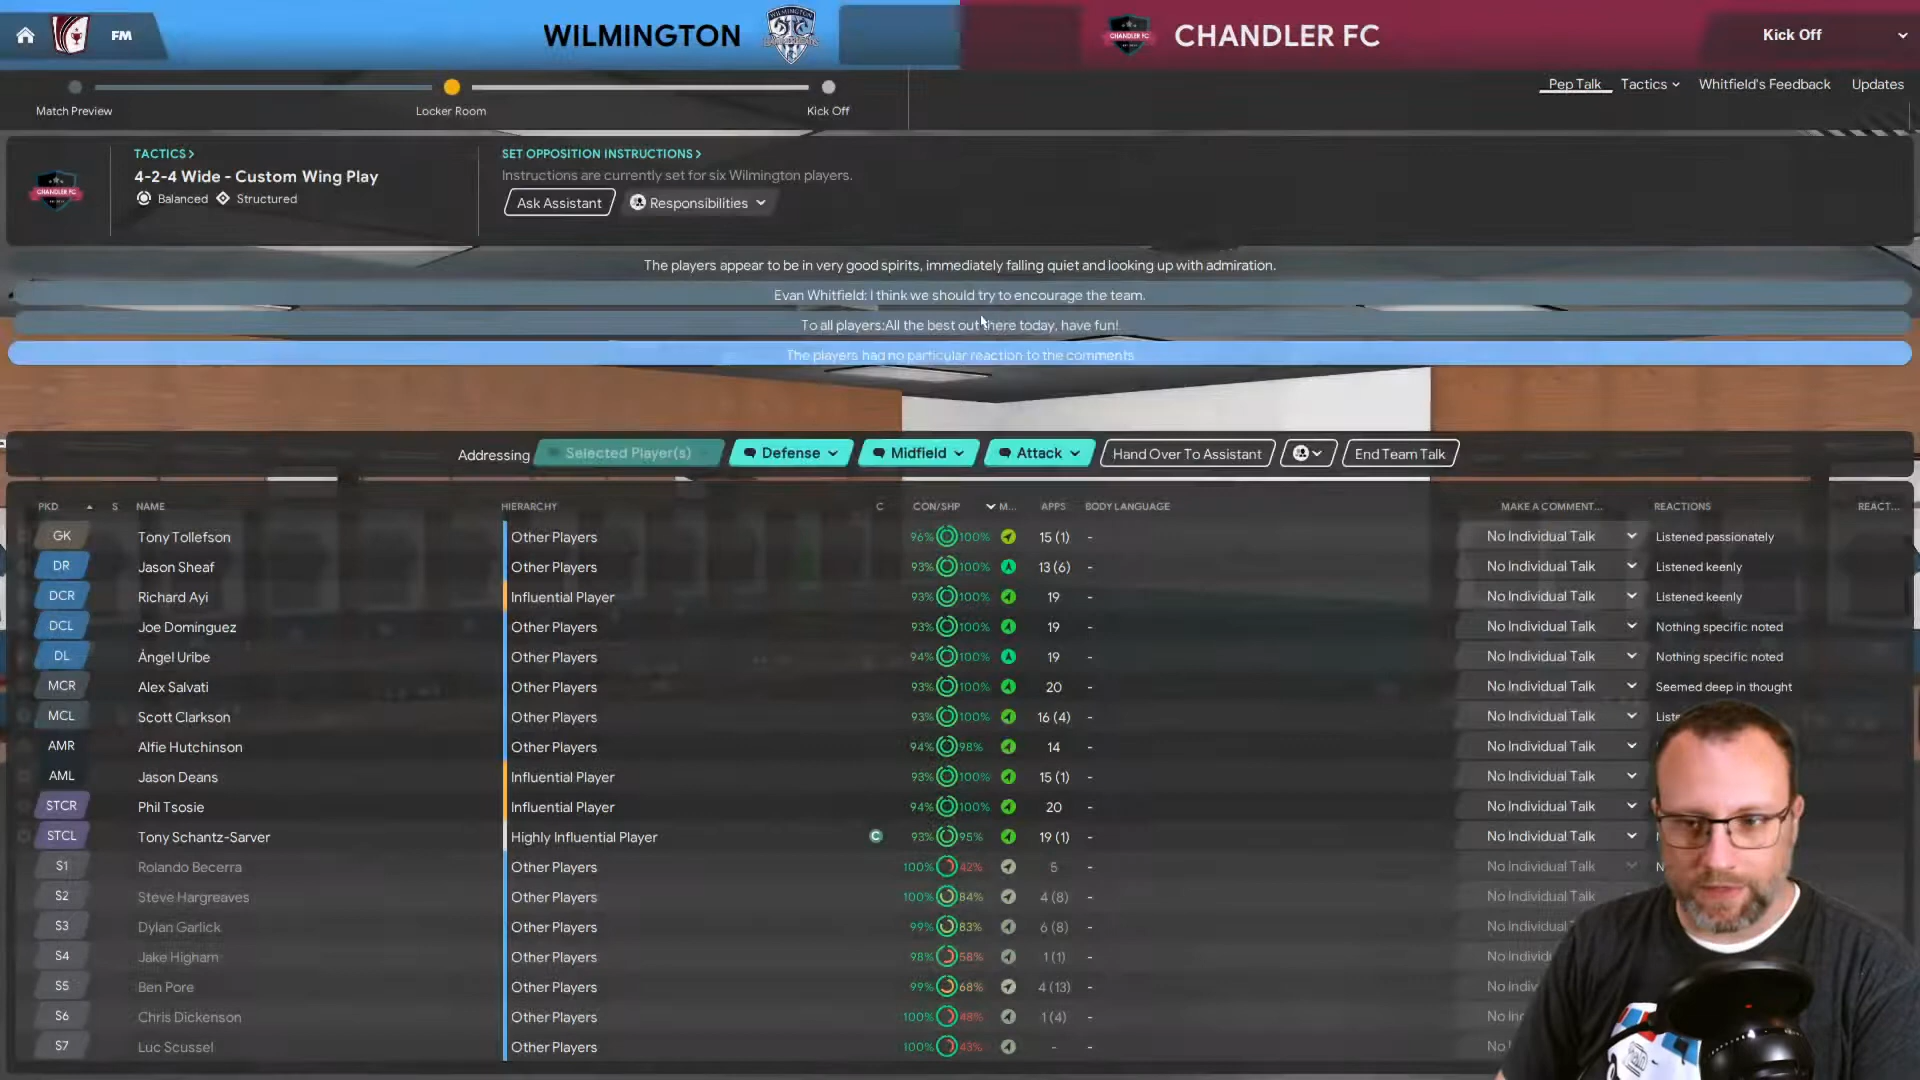 FM
WILMINGTON
CHANDLER FC
Kick Off
Match Preview
Locker Room
Kick Off
Pep Talk
Tactics
Whitfield's Feedback
Updates
TACTICS >
4-2-4 Wide - Custom Wing Play
Balanced
Structured
SET OPPOSITION INSTRUCTIONS >
Instructions are currently set for six Wilmington players.
Ask Assistant
Responsibilities
The players appear to be in very good spirits, immediately falling quiet and looking up with admiration.
Evan Whitfield: I think we should try to encourage the team.
To all players:All the best out there today, have fun!
The players had no particular reaction to the comments
Addressing
Selected Player(s)
Defense
Midfield
Attack
Hand Over To Assistant
End Team Talk
PKD S NAME HIERARCHY C CON/SHP M... APPS BODY LANGUAGE MAKE A COMMENT... REACTIONS REACT...
GK Tony Tollefson Other Players 96% 100% 15 (1) - No Individual Talk Listened passionately
DR Jason Sheaf Other Players 93% 100% 13 (6) - No Individual Talk Listened keenly
DCR Richard Ayi Influential Player 93% 100% 19 - No Individual Talk Listened keenly
DCL Joe Dominguez Other Players 93% 100% 19 - No Individual Talk Nothing specific noted
DL Ángel Uribe Other Players 94% 100% 19 - No Individual Talk Nothing specific noted
MCR Alex Salvati Other Players 93% 100% 20 - No Individual Talk Seemed deep in thought
MCL Scott Clarkson Other Players 93% 100% 16 (4) - No Individual Talk Liste
AMR Alfie Hutchinson Other Players 94% 98% 14 - No Individual Talk
AML Jason Deans Influential Player 93% 100% 15 (1) - No Individual Talk
STCR Phil Tsosie Influential Player 94% 100% 20 - No Individual Talk
STCL Tony Schantz-Sarver Highly Influential Player C 93% 95% 19 (1) - No Individual Talk
S1 Rolando Becerra Other Players 100% 42% 5 - No Individual Talk N
S2 Steve Hargreaves Other Players 100% 84% 4 (8) - No Individual Talk
S3 Dylan Garlick Other Players 99% 83% 6 (8) - No Individual
S4 Jake Higham Other Players 98% 58% 1 (1) - No Individ
S5 Ben Pore Other Players 99% 68% 4 (13) - No Indiv
S6 Chris Dickenson Other Players 100% 48% 1 (4) - No Inc
S7 Luc Scussel Other Players 100% 43% - - No